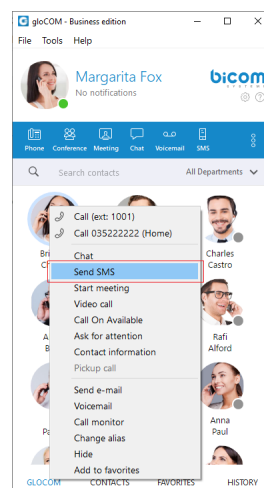 gloCOM - Business edition
File Tools Help
Margarita Fox
No notifications
bicom
SYSTEMS
Phone Conference Meeting Chat Voicemail SMS
Search contacts All Departments
Call (ext: 1001)
Call 035222222 (Home)
Chat
Send SMS
Start meeting
Video call
Call On Available
Ask for attention
Contact information
Pickup call
Send e-mail
Voicemail
Call monitor
Change alias
Hide
Add to favorites
Charles
Castro
Rafi
Alford
Anna
Paul
GLOCOM CONTACTS FAVORITES HISTORY